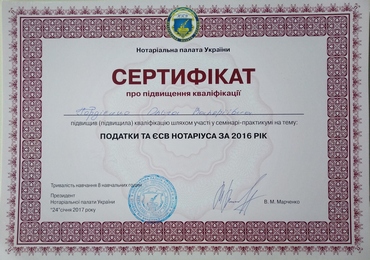 Нотаріальна палата України
СЕРТИФІКАТ
про підвищення кваліфікації
підвищив (підвищила) кваліфікацію шляхом участі у семінарі-практикумі на тему:
ПОДАТКИ ТА ЄСВ НОТАРІУСА ЗА 2016 РІК
Тривалість навчання 8 навчальних годин
Президент
Нотаріальної палати України
В. М. Марченко
"24"січня 2017 року